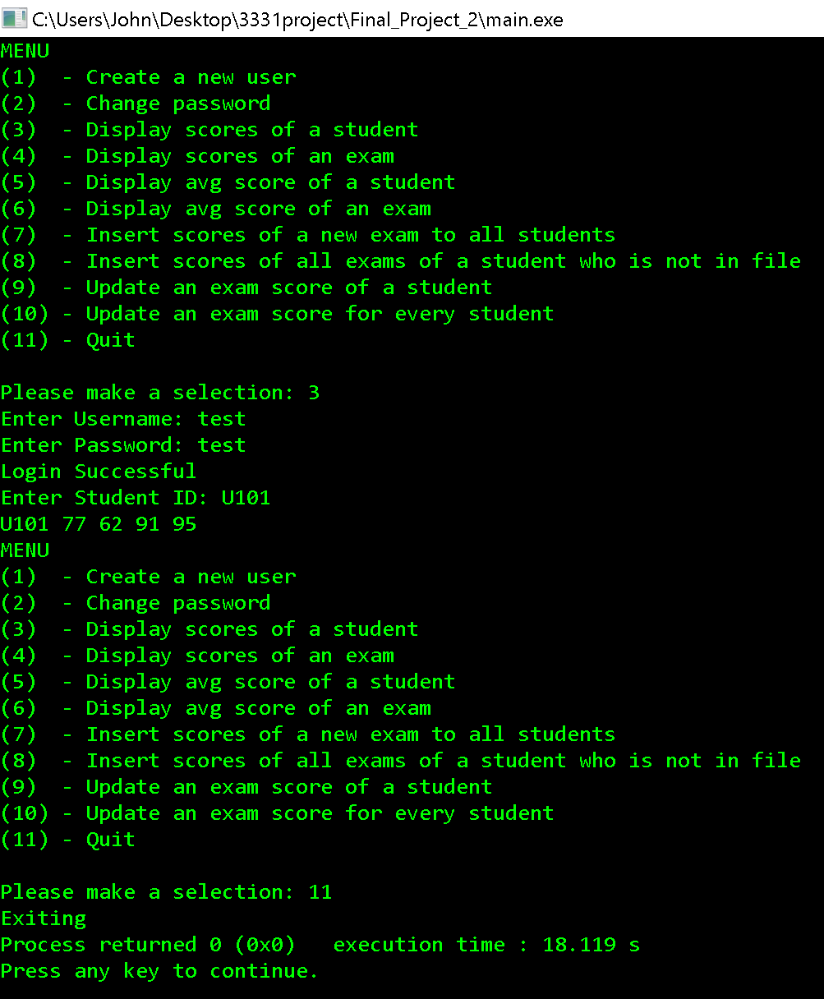 C:\Users\John\Desktop\3331project\Final_Project_2\main.exe
MENU
(1)  - Create a new user
(2)  - Change password
(3)  - Display scores of a student
(4)  - Display scores of an exam
(5)  - Display avg score of a student
(6)  - Display avg score of an exam
(7)  - Insert scores of a new exam to all students
(8)  - Insert scores of all exams of a student who is not in file
(9)  - Update an exam score of a student
(10) - Update an exam score for every student
(11) - Quit

Please make a selection: 3
Enter Username: test
Enter Password: test
Login Successful
Enter Student ID: U101
U101 77 62 91 95
MENU
(1)  - Create a new user
(2)  - Change password
(3)  - Display scores of a student
(4)  - Display scores of an exam
(5)  - Display avg score of a student
(6)  - Display avg score of an exam
(7)  - Insert scores of a new exam to all students
(8)  - Insert scores of all exams of a student who is not in file
(9)  - Update an exam score of a student
(10) - Update an exam score for every student
(11) - Quit

Please make a selection: 11
Exiting
Process returned 0 (0x0)   execution time : 18.119 s
Press any key to continue.